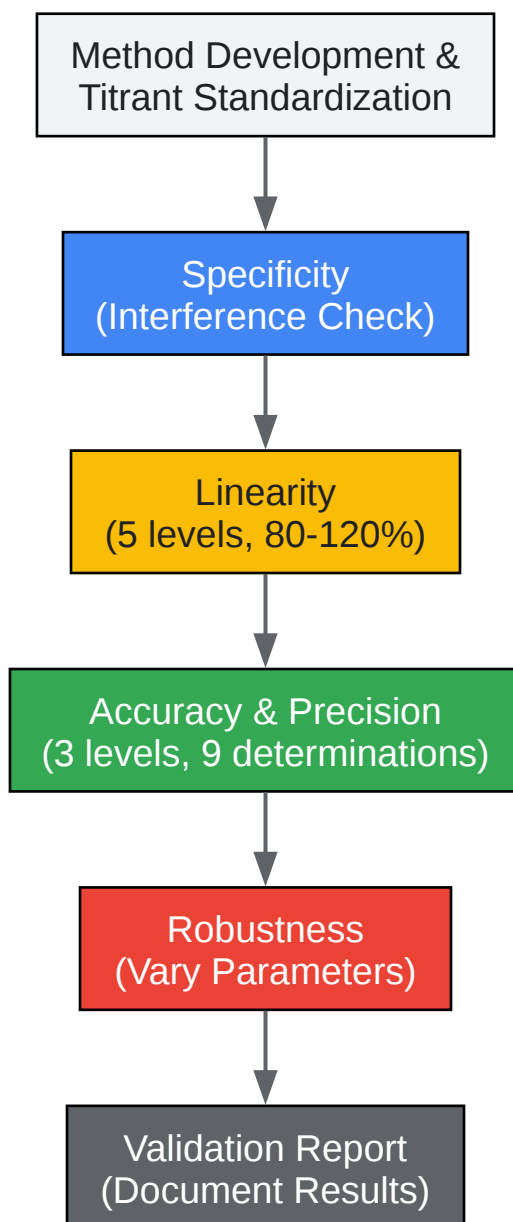 Method Development &
Titrant Standardization
Specificity
(Interference Check)
Linearity
(5 levels, 80-120%)
Accuracy & Precision
(3 levels, 9 determinations)
Robustness
(Vary Parameters)
Validation Report
(Document Results)